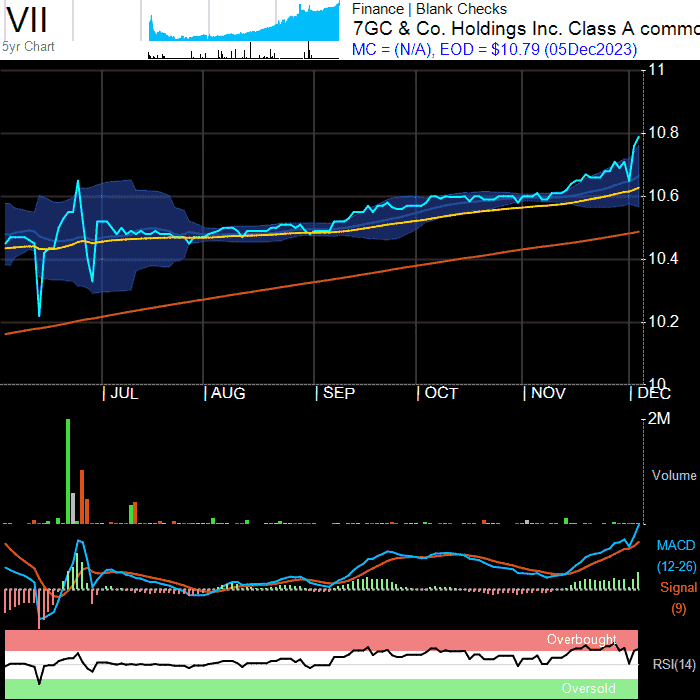 VII
5yr Chart
Finance | Blank Checks
7GC & Co. Holdings Inc. Class A commo
MC = (N/A), EOD = $10.79 (05Dec2023)
11
10.8
10.6
10.4
10.2
10
JUL AUG SEP OCT NOV DEC
2M
Volume
MACD
(12-26)
Signal
(9)
Overbought
RSI(14)
Oversold